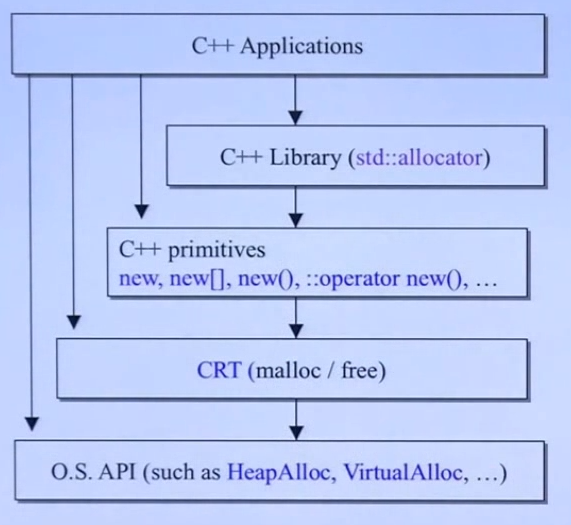 C++ Applications
C++ Library (std::allocator)
C++ primitives
new, new[], new(), ::operator new(), ...
CRT (malloc / free)
O.S. API (such as HeapAlloc, VirtualAlloc, ...)